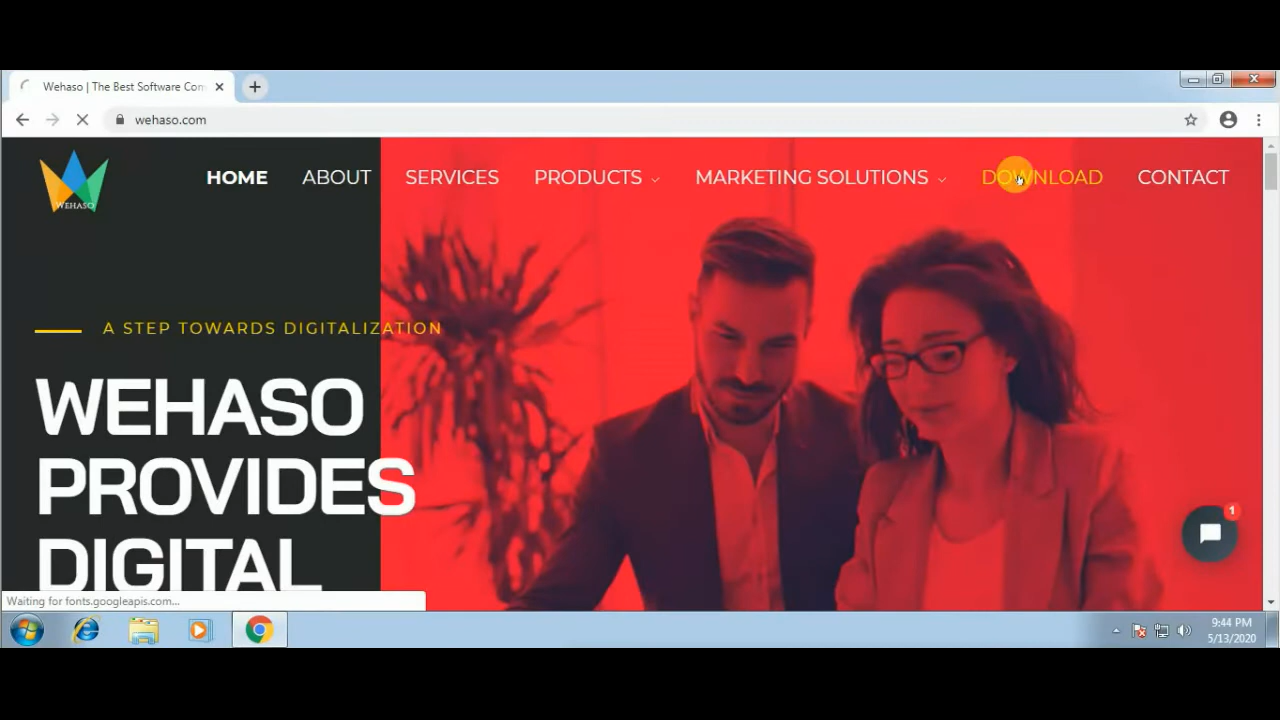 Wehaso | The Best Software Com
wehaso.com
WEHASO
HOME
ABOUT
SERVICES
PRODUCTS
MARKETING SOLUTIONS
DOWNLOAD
CONTACT
A STEP TOWARDS DIGITALIZATION
WEHASO
PROVIDES
DIGITAL
1
Waiting for fonts.googleapis.com...
9:44 PM
5/13/2020